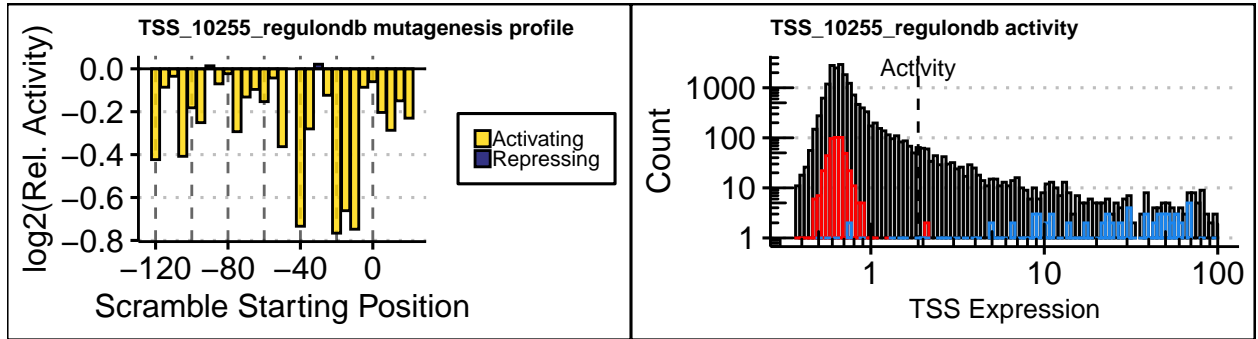 TSS_10255_regulondb mutagenesis profile
log2(Rel. Activity)
0.0
−0.2
−0.4
−0.6
−0.8
−120
−80
−40
0
Scramble Starting Position
Activating
Repressing
TSS_10255_regulondb activity
Activity
Count
1000
100
10
1
1
10
100
TSS Expression